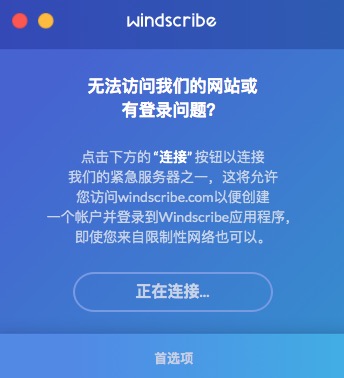 windscribe
无法访问我们的网站或
有登录问题？
点击下方的“连接”按钮以连接
我们的紧急服务器之一，这将允许
您访问windscribe.com以便创建
一个帐户并登录到Windscribe应用程序，
即使您来自限制性网络也可以。
正在连接...
首选项